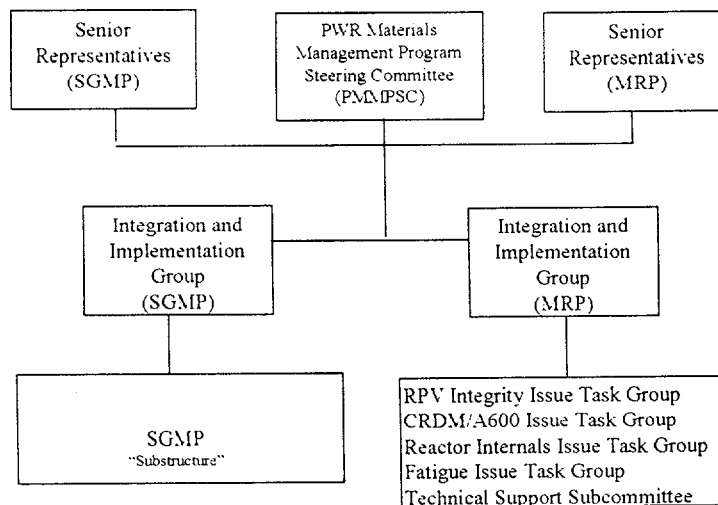 Senior
Representatives
(SGMP)
PWR Materials
Management Program
Steering Committee
(PMMPSC)
Senior
Representatives
(MRP)
Integration and
Implementation
Group
(SGMP)
Integration and
Implementation
Group
(MRP)
SGMP
"Substructure"
RPV Integrity Issue Task Group
CRDM/A600 Issue Task Group
Reactor Internals Issue Task Group
Fatigue Issue Task Group
Technical Support Subcommittee